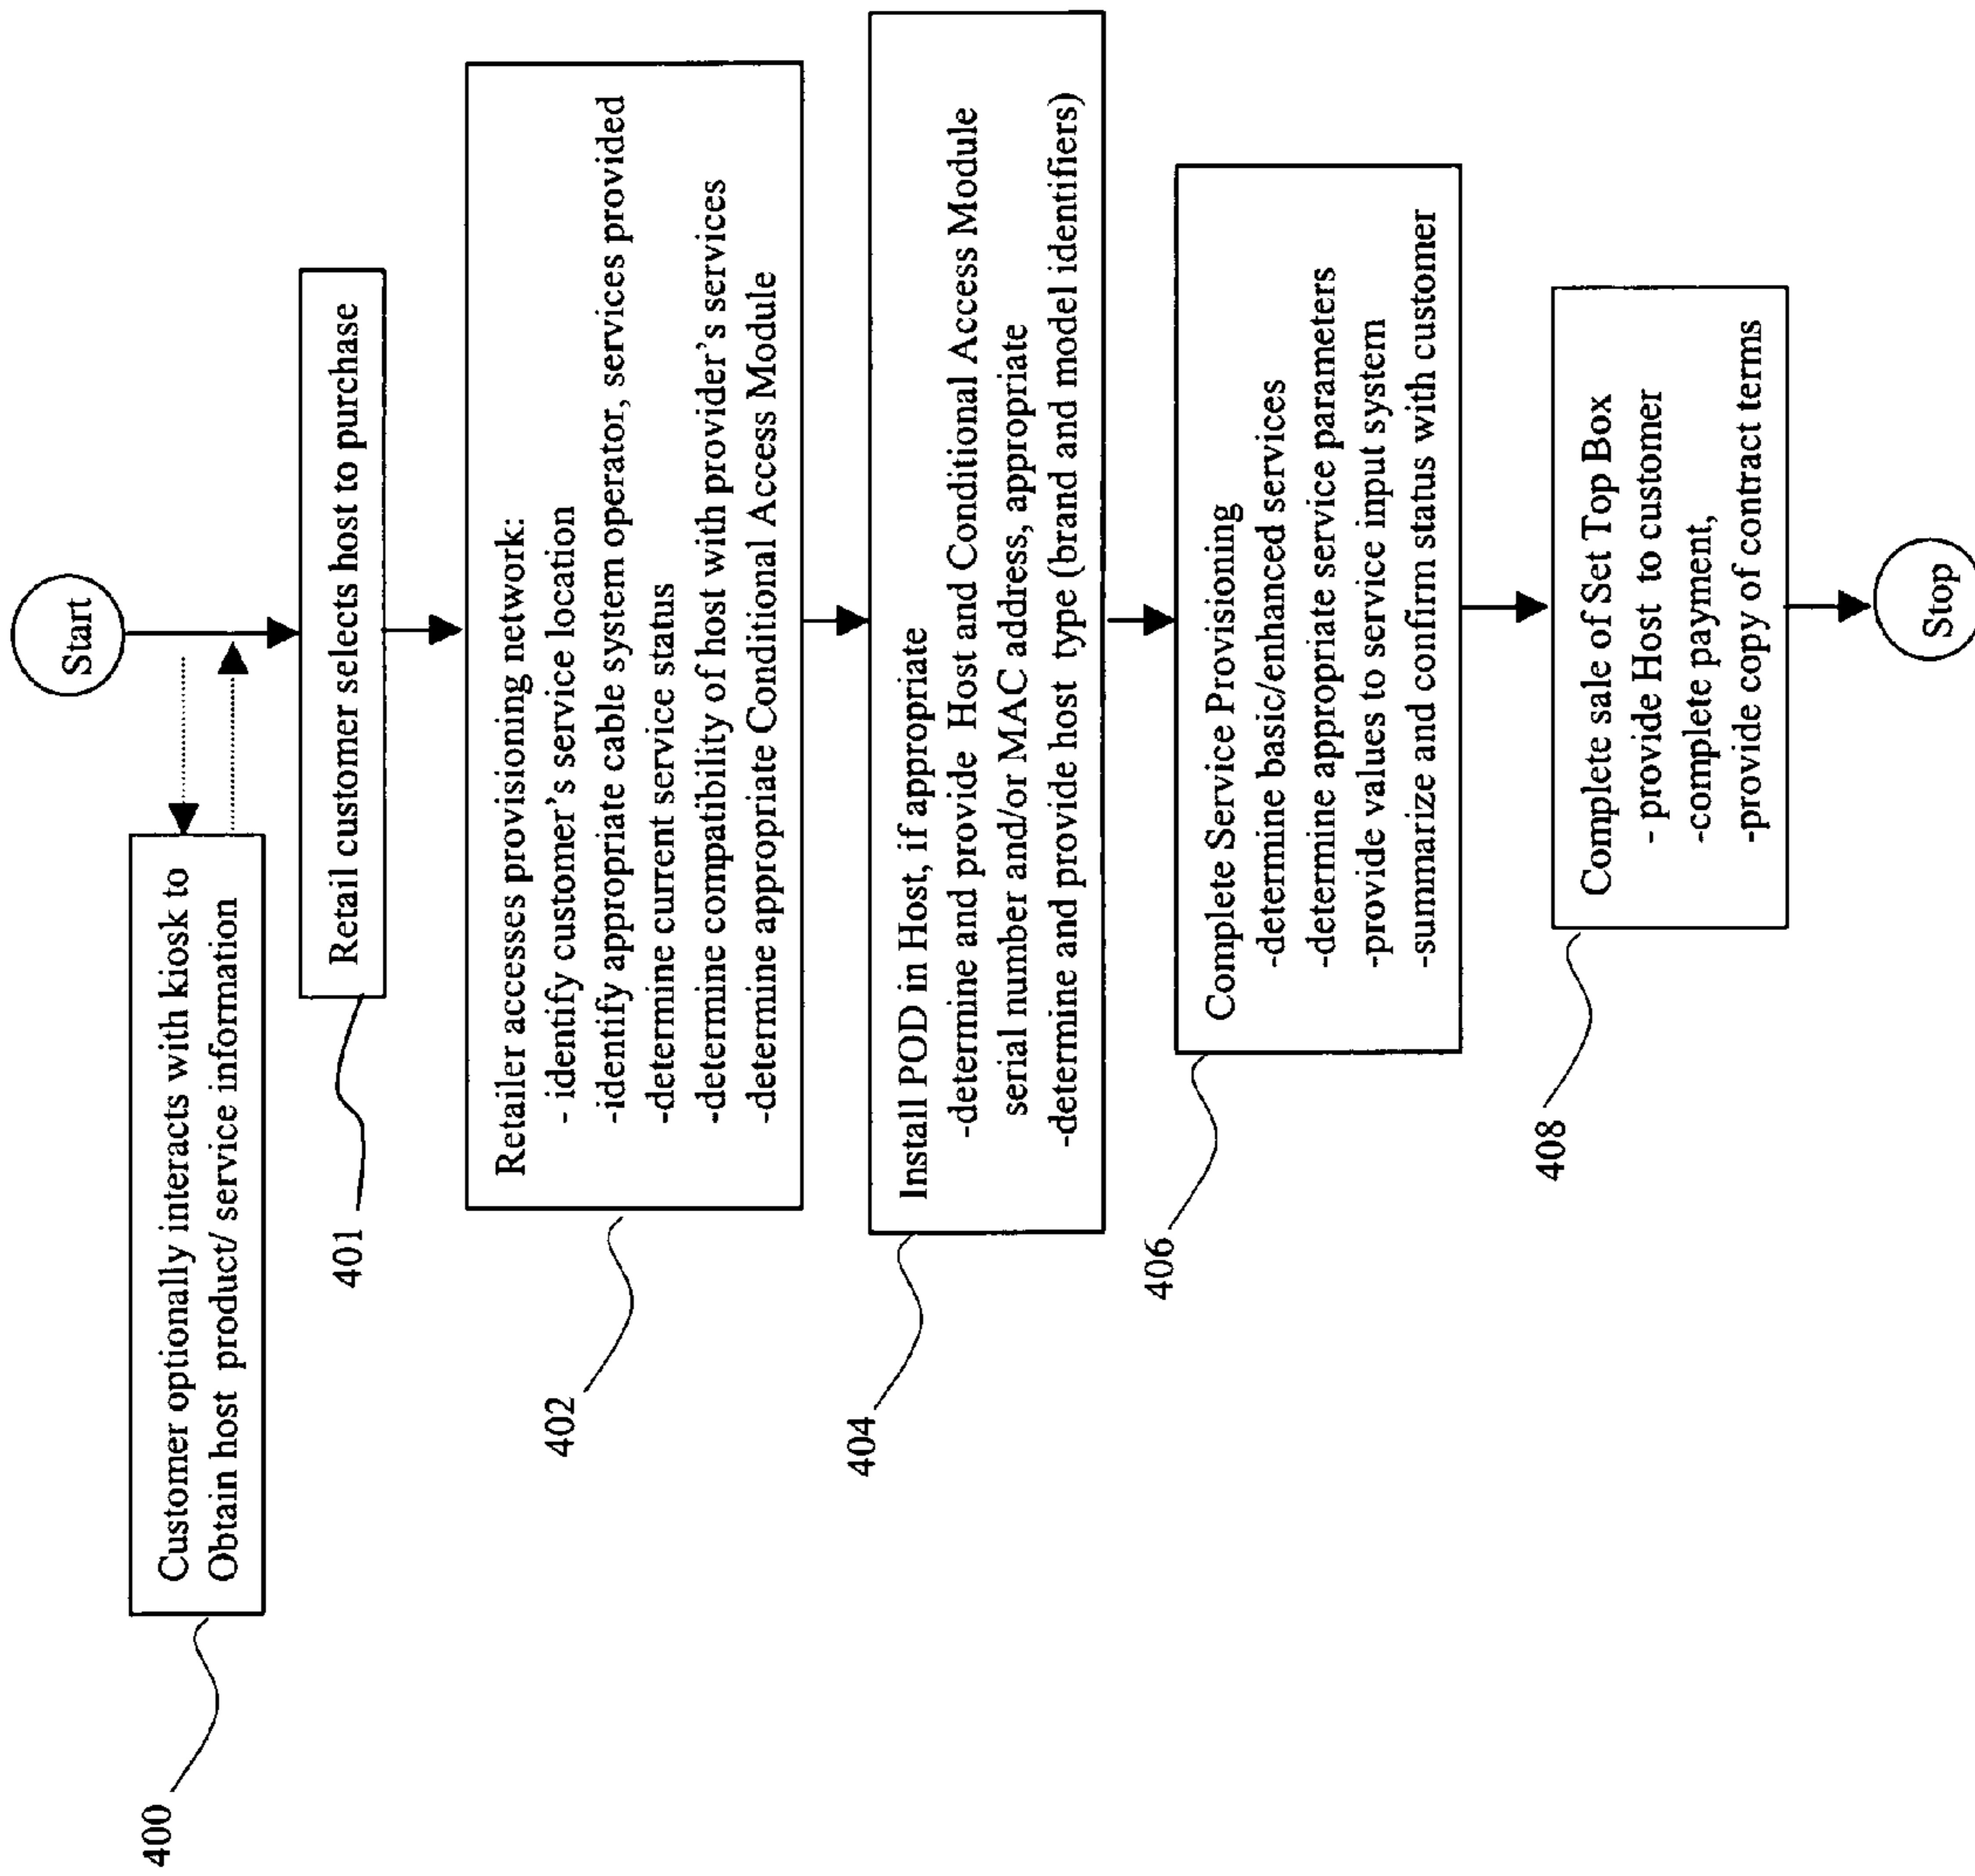 Start
Customer optionally interacts with kiosk to
Obtain host product/ service information
400
Retail customer selects host to purchase
401
Retailer accesses provisioning network:
- identify customer's service location
-identify appropriate cable system operator, services provided
-determine current service status
-determine compatibility of host with provider's services
-determine appropriate Conditional Access Module
402
Install POD in Host, if appropriate
-determine and provide Host and Conditional Access Module
serial number and/or MAC address, appropriate
-determine and provide host type (brand and model identifiers)
404
Complete Service Provisioning
-determine basic/enhanced services
-determine appropriate service parameters
-provide values to service input system
-summarize and confirm status with customer
406
Complete sale of Set Top Box
- provide Host to customer
-complete payment,
-provide copy of contract terms
408
Stop